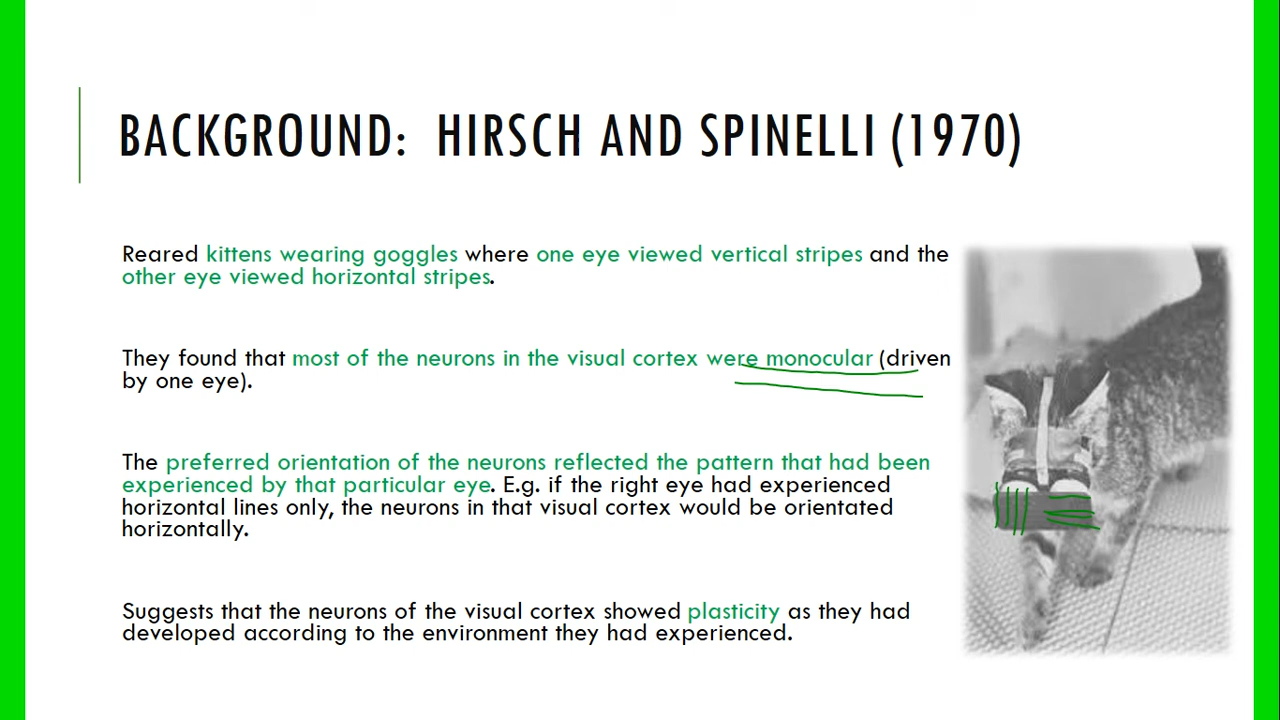 BACKGROUND: HIRSCH AND SPINELLI (1970)
Reared kittens wearing goggles where one eye viewed vertical stripes and the
other eye viewed horizontal stripes.
They found that most of the neurons in the visual cortex were monocular (driven
by one eye).
The preferred orientation of the neurons reflected the pattern that had been
experienced by that particular eye. E.g. if the right eye had experienced
horizontal lines only, the neurons in that visual cortex would be orientated
horizontally.
Suggests that the neurons of the visual cortex showed plasticity as they had
developed according to the environment they had experienced.